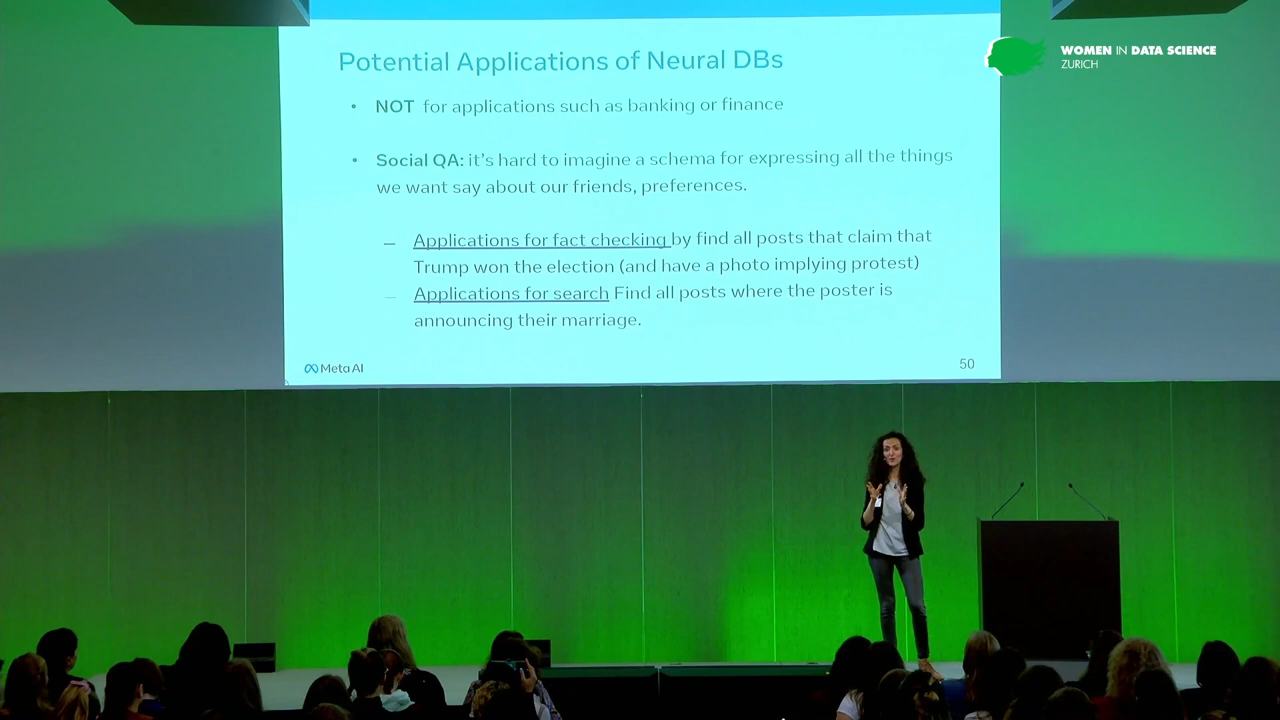 Potential Applications of Neural DBs
WOMEN IN DATA SCIENCE
ZURICH
• NOT for applications such as banking or finance
• Social QA: it's hard to imagine a schema for expressing all the things
we want say about our friends, preferences.
– Applications for fact checking by find all posts that claim that
Trump won the election (and have a photo implying protest)
– Applications for search Find all posts where the poster is
announcing their marriage.
Meta AI
50